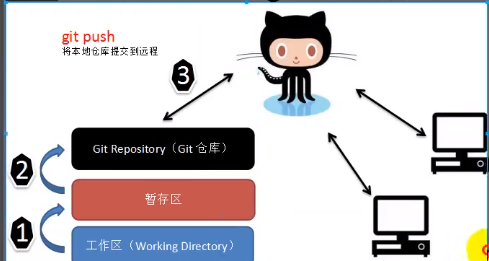 git push
将本地仓库提交到远程
3
Git Repository（Git 仓库）
2
暂存区
1
工作区（Working Directory）